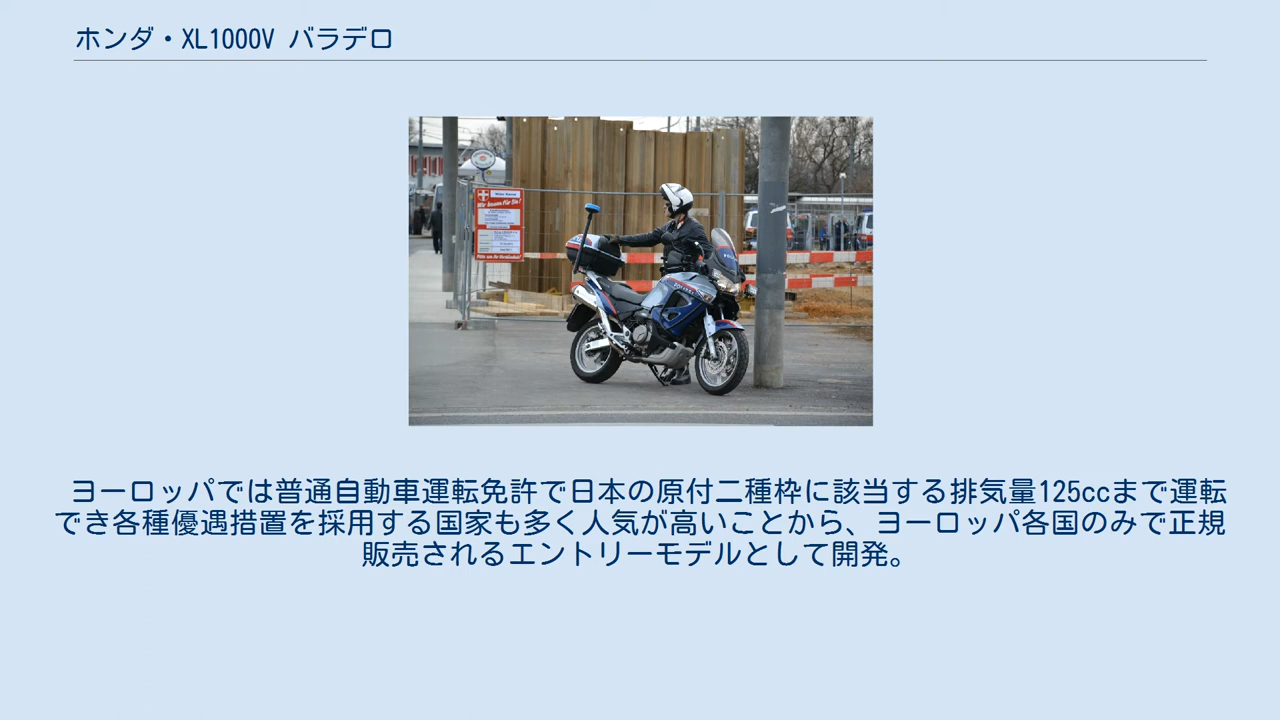 ホンダ・XL1000V バラデロ
Wir bauen Für Sie!
ヨーロッパでは普通自動車運転免許で日本の原付二種枠に該当する排気量125ccまで運転
でき各種優遇措置を採用する国家も多く人気が高いことから、ヨーロッパ各国のみで正規
販売されるエントリーモデルとして開発。